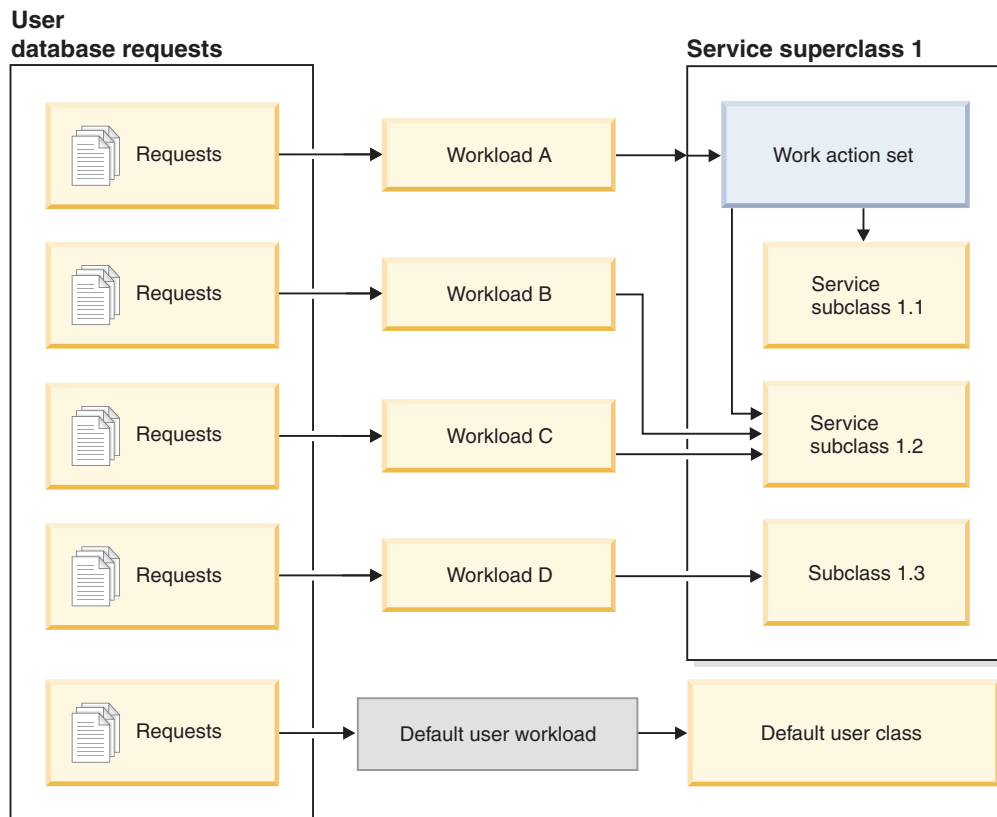 User
database requests
Service superclass 1
Requests
Workload A
Work action set
Requests
Workload B
Service
subclass 1.1
Requests
Workload C
Service
subclass 1.2
Requests
Workload D
Subclass 1.3
Requests
Default user workload
Default user class